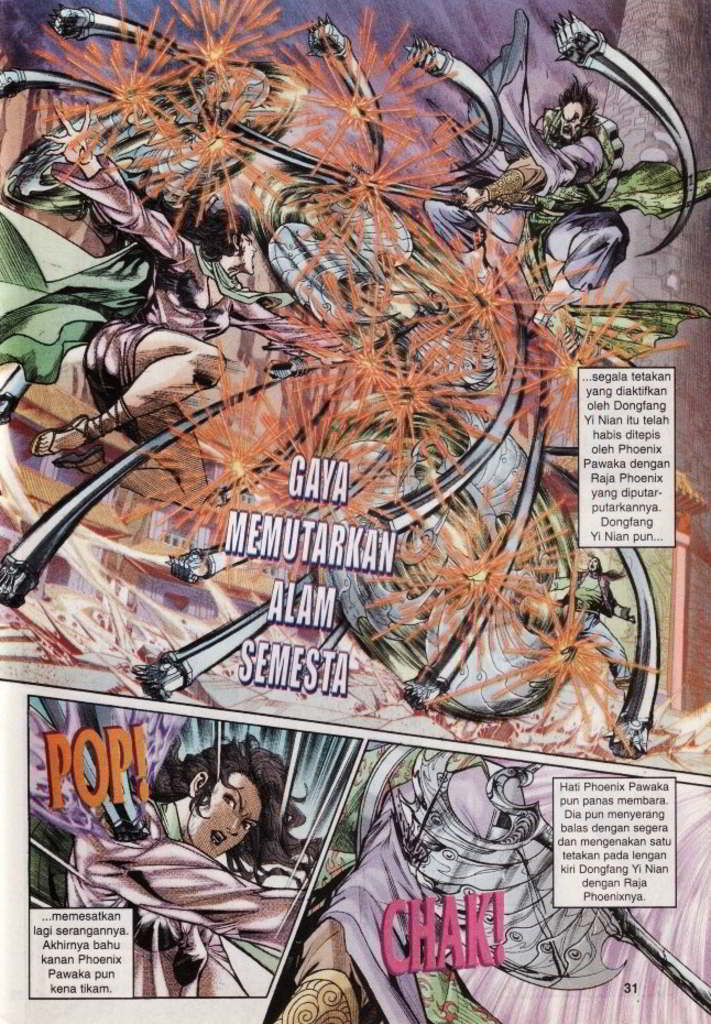 ...segala tetakan
yang diaktifkan
oleh Dongfang
Yi Nian itu telah
habis ditepis
oleh Phoenix
Pawaka dengan
Raja Phoenix
yang diputar-
putarkannya.
Dongfang
Yi Nian pun...
GAYA
MEMUTARKAN
ALAM
SEMESTA
POP!
...memesatkan
lagi serangannya.
Akhirnya bahu
kanan Phoenix
Pawaka pun
kena tikam.
Hati Phoenix Pawaka
pun panas membara.
Dia pun menyerang
balas dengan segera
dan mengenakan satu
tetakan pada lengan
kiri Dongfang Yi Nian
dengan Raja
Phoenixnya.
CHAK!
31